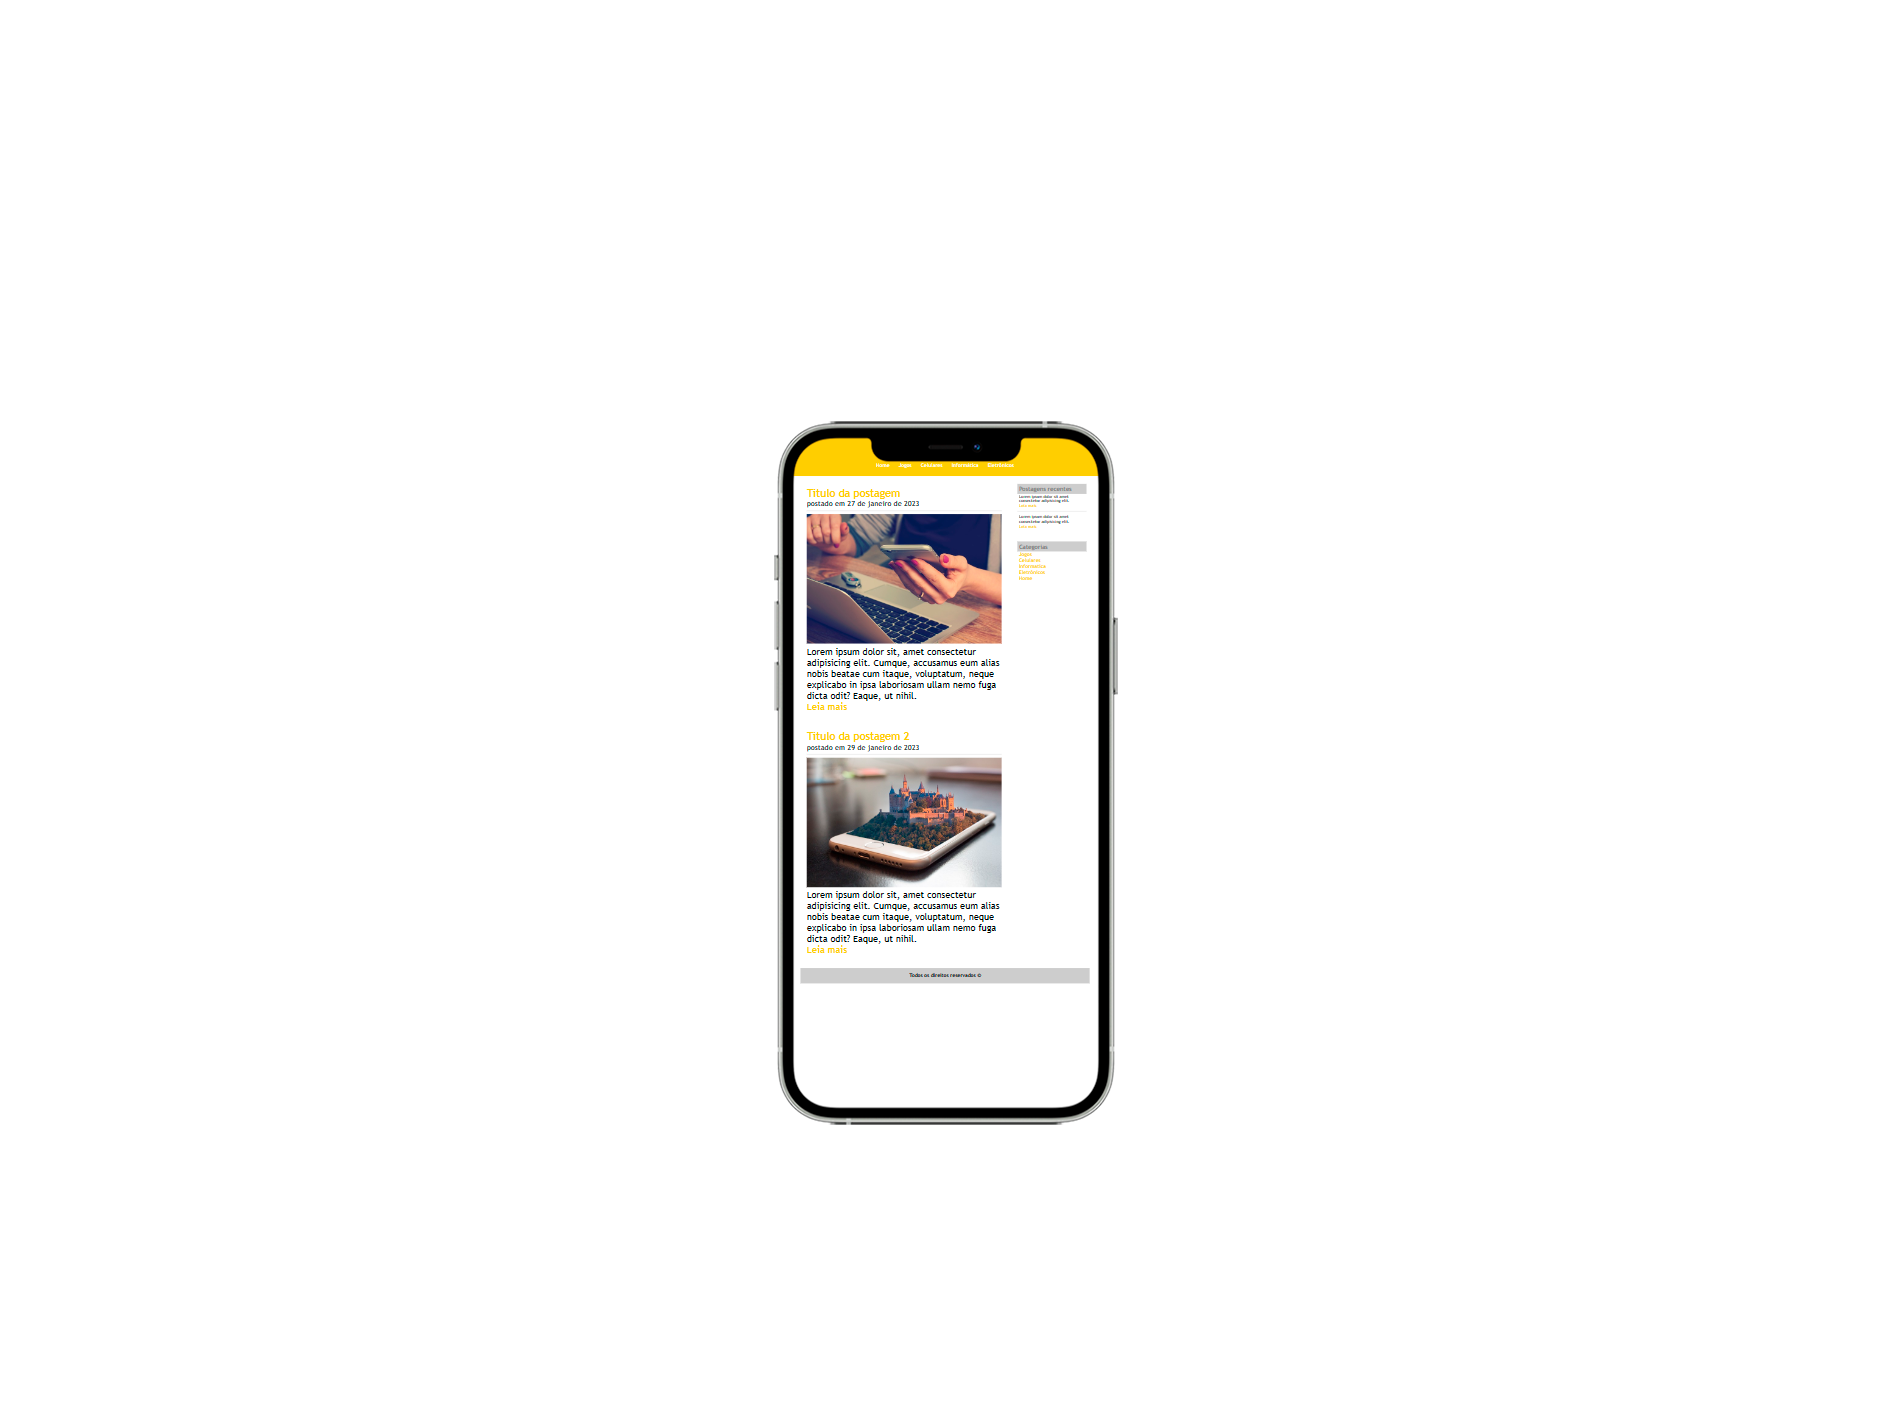 Home Jogos Celulares Informática Eletrônicos
Título da postagem
postado em 27 de janeiro de 2023
Lorem ipsum dolor sit, amet consectetur
adipisicing elit. Cumque, accusamus eum alias
nobis beatae cum itaque, voluptatum, neque
explicabo in ipsa laboriosam ullam nemo fuga
dicta odit? Eaque, ut nihil.
Leia mais
Título da postagem 2
postado em 29 de janeiro de 2023
Lorem ipsum dolor sit, amet consectetur
adipisicing elit. Cumque, accusamus eum alias
nobis beatae cum itaque, voluptatum, neque
explicabo in ipsa laboriosam ullam nemo fuga
dicta odit? Eaque, ut nihil.
Leia mais
Postagens recentes
Lorem ipsum dolor sit amet
consectetur adipisicing elit.
Leia mais
Lorem ipsum dolor sit amet
consectetur adipisicing elit.
Leia mais
Categorias
Jogos
Celulares
Informática
Eletrônicos
Home
Todos os direitos reservados ©